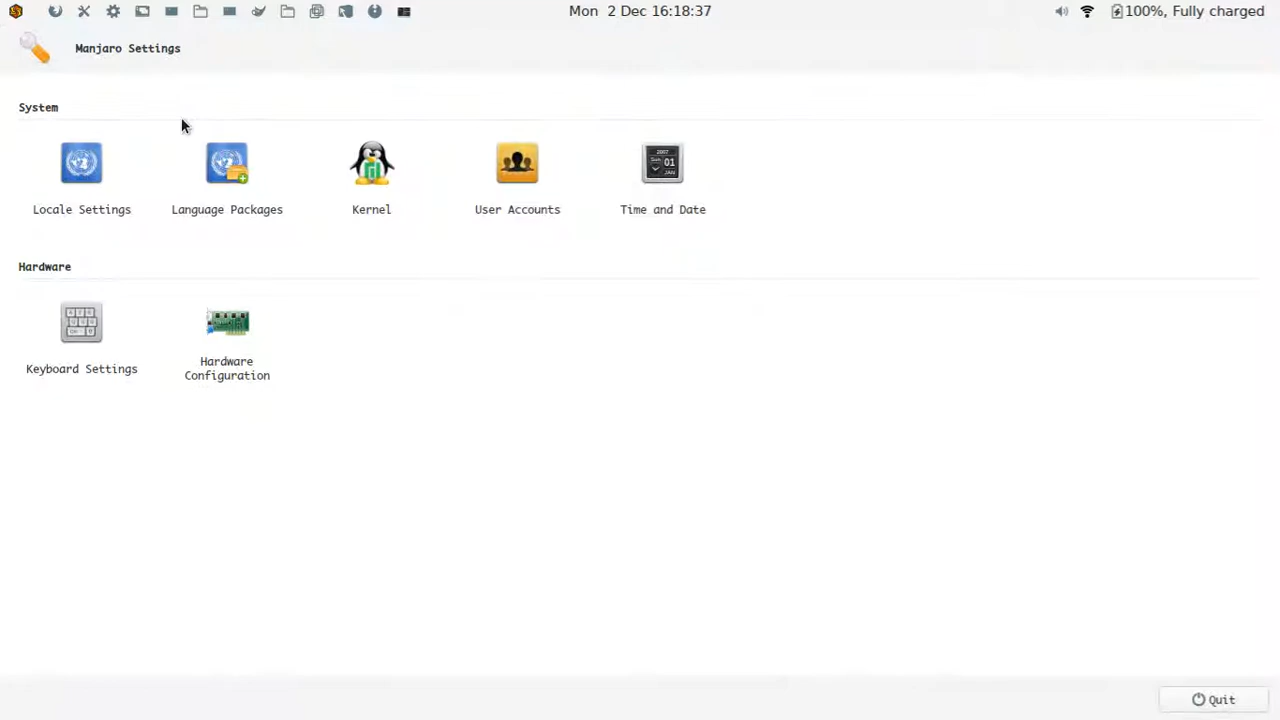 Mon 2 Dec 16:18:37
100%, Fully charged
Manjaro Settings
System
Locale Settings
Language Packages
Kernel
User Accounts
Time and Date
Hardware
Keyboard Settings
Hardware
Configuration
Quit